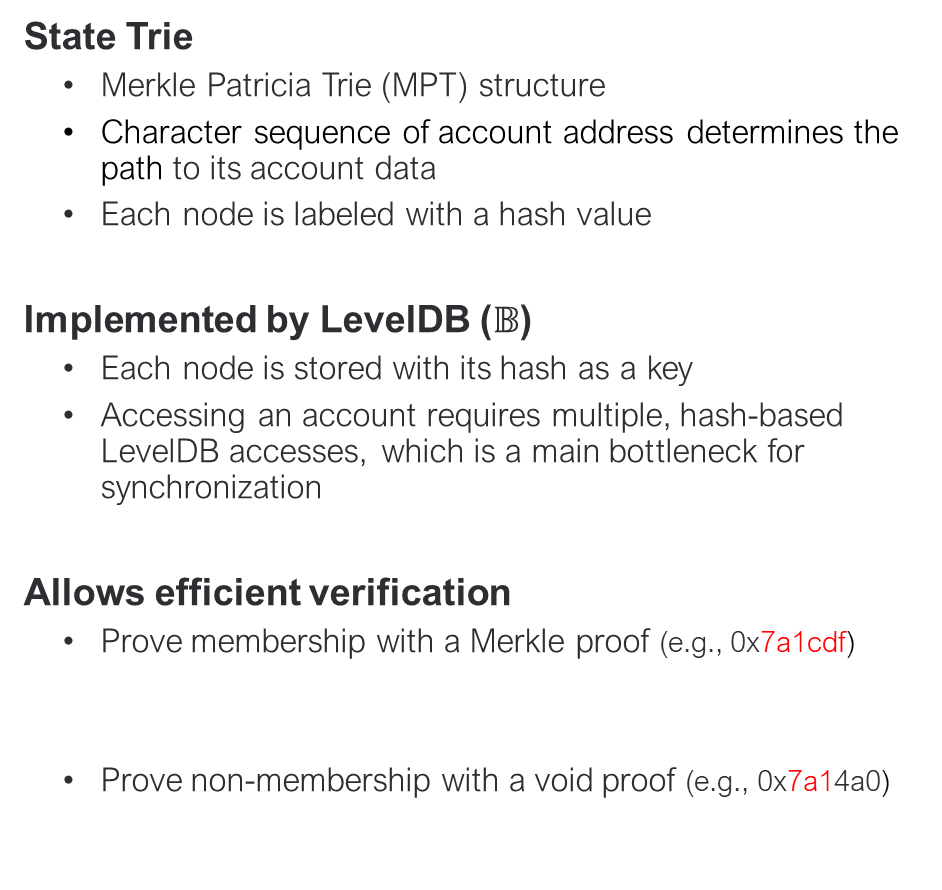 State Trie
• Merkle Patricia Trie (MPT) structure
• Character sequence of account address determines the
path to its account data
• Each node is labeled with a hash value
Implemented by LevelDB (𝔹)
• Each node is stored with its hash as a key
• Accessing an account requires multiple, hash-based
LevelDB accesses, which is a main bottleneck for
synchronization
Allows efficient verification
• Prove membership with a Merkle proof (e.g., 0x7a1cdf)
• Prove non-membership with a void proof (e.g., 0x7a14a0)